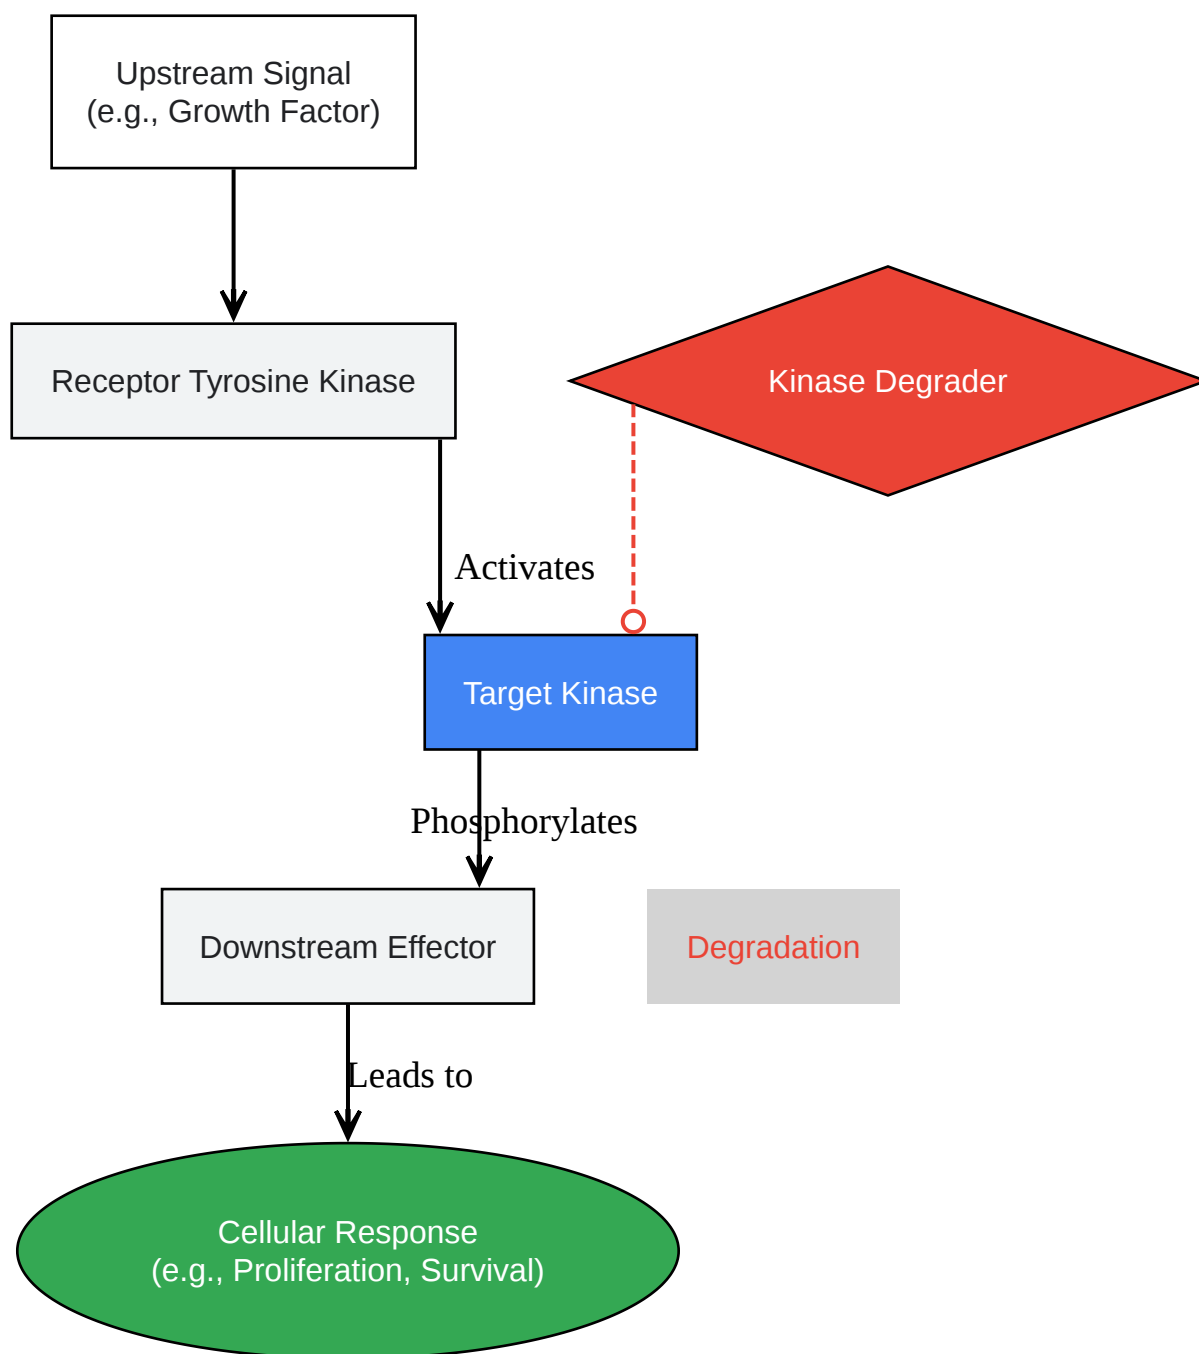 Upstream Signal
(e.g., Growth Factor)
Receptor Tyrosine Kinase
Kinase Degrader
Activates
Target Kinase
Phosphorylates
Downstream Effector
Degradation
Leads to
Cellular Response
(e.g., Proliferation, Survival)